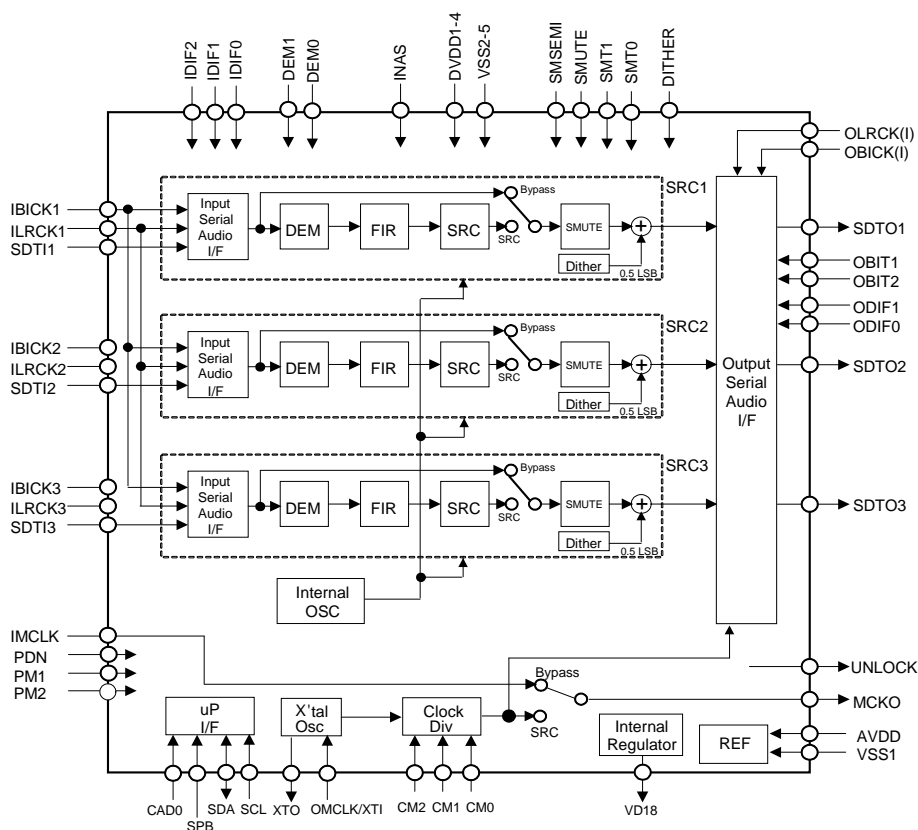 IDIF2
IDIF1
IDIF0
DEM1
DEM0
INAS
DVDD1-4
VSS2-5
SMSEMI
SMUTE
SMT1
SMT0
DITHER
OLRCK(I)
OBICK(I)
IBICK1
ILRCK1
SDTI1
Input
Serial
Audio
I/F
DEM
FIR
SRC
Bypass
SRC
SMUTE
Dither
0.5 LSB
SRC1
SDTO1
OBIT1
OBIT2
ODIF1
ODIF0
IBICK2
ILRCK2
SDTI2
Input
Serial
Audio
I/F
DEM
FIR
SRC
Bypass
SRC
SMUTE
Dither
0.5 LSB
SRC2
Output
Serial
Audio
I/F
SDTO2
IBICK3
ILRCK3
SDTI3
Input
Serial
Audio
I/F
DEM
FIR
SRC
Bypass
SRC
SMUTE
Dither
0.5 LSB
SRC3
SDTO3
Internal
OSC
IMCLK
PDN
PM1
PM2
Bypass
SRC
UNLOCK
MCKO
uP
I/F
X'tal
Osc
Clock
Div
Internal
Regulator
REF
AVDD
VSS1
CAD0
SPB
SDA
SCL
XTO
OMCLK/XTI
CM2
CM1
CM0
VD18